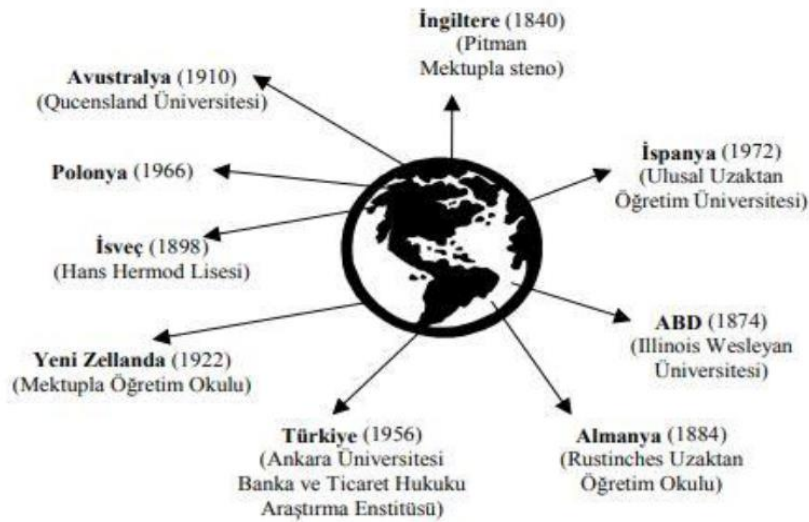 İngiltere (1840)
(Pitman
Mektupla steno)
Avustralya (1910)
(Qucensland Üniversitesi)
Polonya (1966)
İspanya (1972)
(Ulusal Uzaktan
Öğretim Üniversitesi)
İsveç (1898)
(Hans Hermod Lisesi)
ABD (1874)
(Illinois Wesleyan
Üniversitesi)
Yeni Zellanda (1922)
(Mektupla Öğretim Okulu)
Türkiye (1956)
(Ankara Üniversitesi
Banka ve Ticaret Hukuku
Araştırma Enstitüsü)
Almanya (1884)
(Rustinches Uzaktan
Öğretim Okulu)